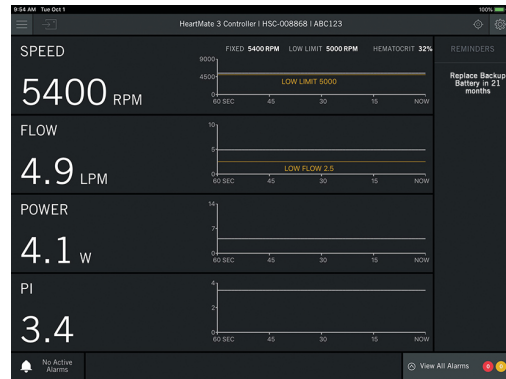 9:54 AM Tue Oct 1
100%
HeartMate 3 Controller | HSC-008868 | ABC123
SPEED
5400 RPM
FIXED 5400 RPM LOW LIMIT 5000 RPM HEMATOCRIT 32%
9000
4500
0
LOW LIMIT 5000
60 SEC 45 30 15 NOW
REMINDERS
Replace Backup
Battery in 21
months
FLOW
4.9 LPM
10
5
0
LOW FLOW 2.5
60 SEC 45 30 15 NOW
POWER
4.1 W
14
7
0
60 SEC 45 30 15 NOW
PI
3.4
4
2
0
60 SEC 45 30 15 NOW
No Active
Alarms
View All Alarms 0 0